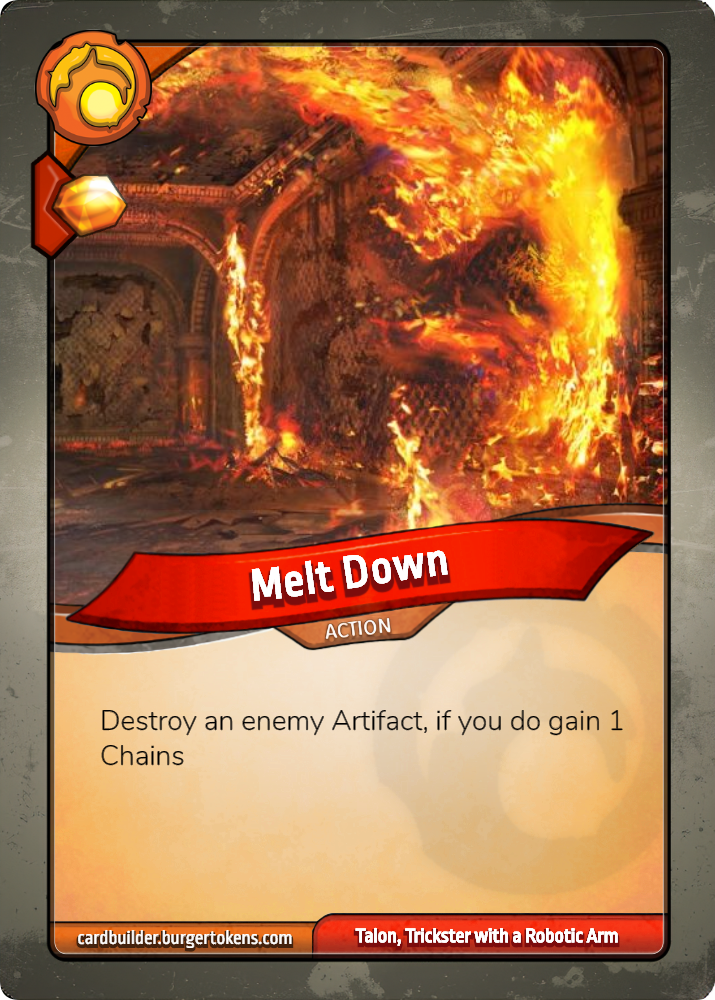 Melt Down
ACTION
Destroy an enemy Artifact, if you do gain 1
Chains
cardbuilder.burgertokens.com
Talon, Trickster with a Robotic Arm